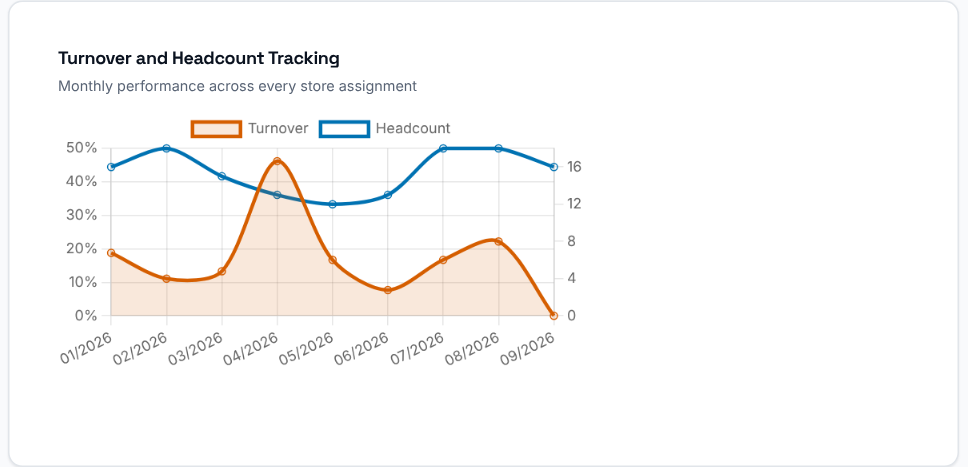 Turnover and Headcount Tracking
Monthly performance across every store assignment
Turnover Headcount
50%
40%
30%
20%
10%
0%
16
12
8
4
0
01/2026 02/2026 03/2026 04/2026 05/2026 06/2026 07/2026 08/2026 09/2026